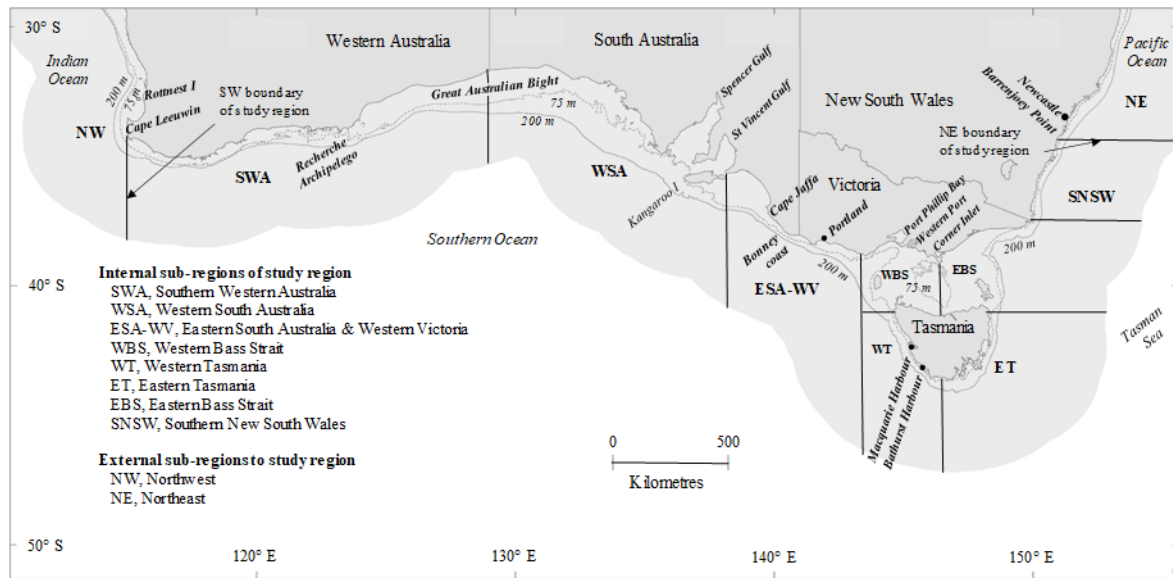 30° S
Indian
Ocean
200 m
75 m
Rottnest I
Cape Leeuwin
NW
SW boundary
of study region
Western Australia
South Australia
Great Australian Bight
75 m
200 m
Recherche
Archipelego
SWA
WSA
Spencer Gulf
St Vincent Gulf
Kangaroo I
Southern Ocean
New South Wales
Newcastle
Barrenjoey Point
Pacific
Ocean
NE
NE boundary
of study region
SNSW
Victoria
Cape Jaffa
Portland
Bonney
coast
200 m
ESA-WV
Port Phillip Bay
Western Port
Corner Inlet
200 m
WBS
75 m
EBS
Tasmania
WT
ET
Macquarie Harbour
Bathurst Harbour
Tasman
Sea
40° S
Internal sub-regions of study region
SWA, Southern Western Australia
WSA, Western South Australia
ESA-WV, Eastern South Australia & Western Victoria
WBS, Western Bass Strait
WT, Western Tasmania
ET, Eastern Tasmania
EBS, Eastern Bass Strait
SNSW, Southern New South Wales
External sub-regions to study region
NW, Northwest
NE, Northeast
0 500
Kilometres
50° S
120° E 130° E 140° E 150° E